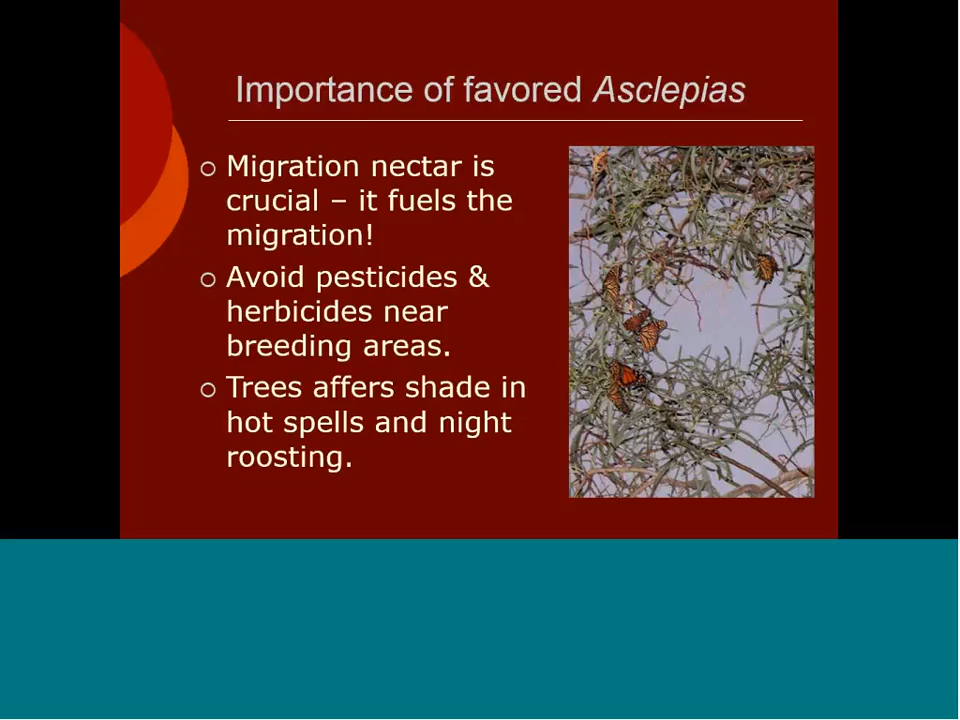 Importance of favored Asclepias
Migration nectar is
crucial – it fuels the
migration!
Avoid pesticides &
herbicides near
breeding areas.
Trees affers shade in
hot spells and night
roosting.